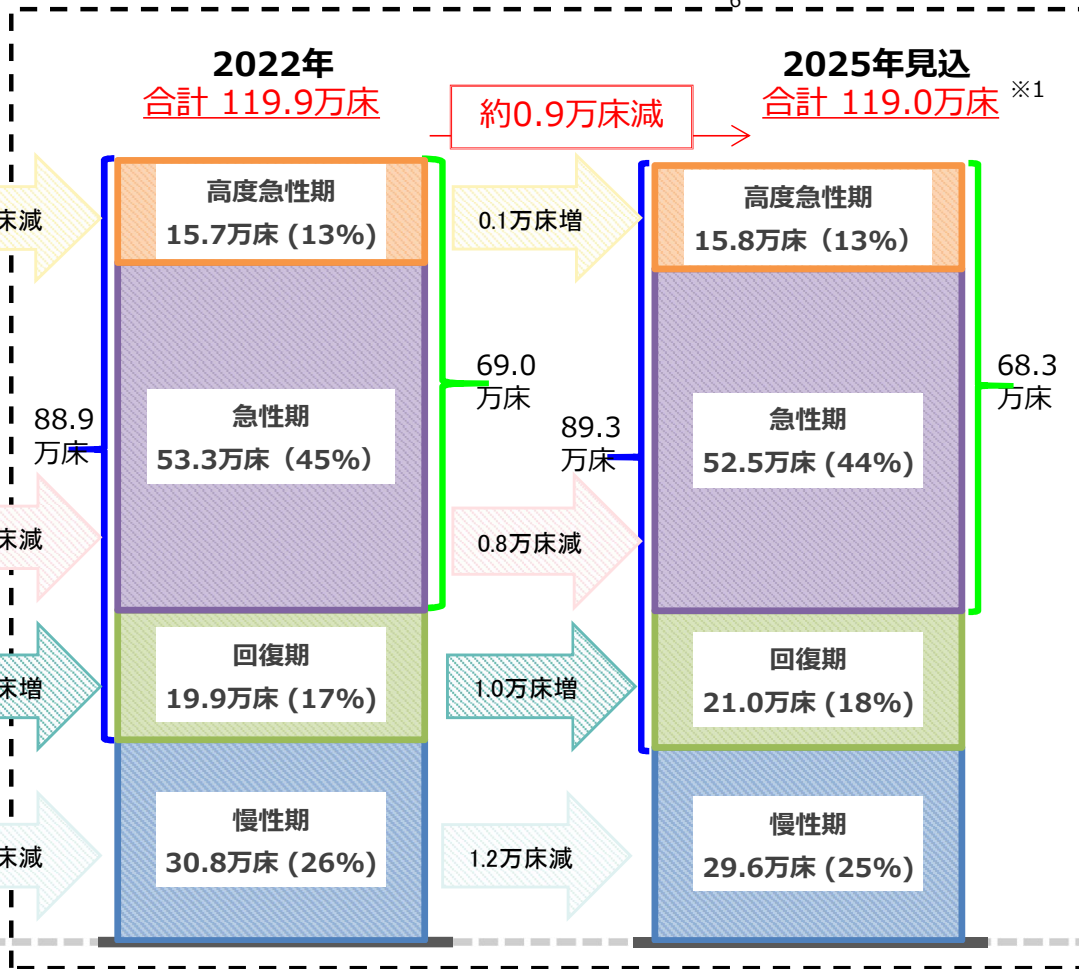 6
2022年
合計 119.9万床
約0.9万床減
2025年見込
合計 119.0万床 ※1
床減
高度急性期
15.7万床 (13%)
0.1万床増
高度急性期
15.8万床（13%）
88.9
万床
急性期
53.3万床（45%）
69.0
万床
89.3
万床
急性期
52.5万床 (44%)
68.3
万床
床減
0.8万床減
床増
回復期
19.9万床 (17%)
1.0万床増
回復期
21.0万床 (18%)
床減
慢性期
30.8万床 (26%)
1.2万床減
慢性期
29.6万床 (25%)